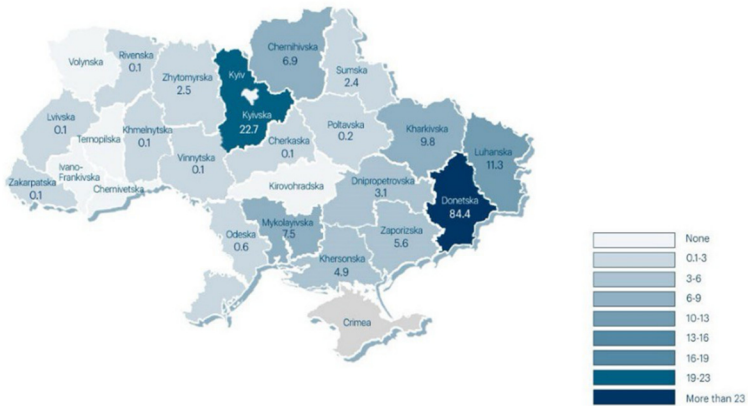 Volynska
Rivenska
0.1
Zhytomyrska
2.5
Kyiv
Kyivska
22.7
Chernihivska
6.9
Sumska
2.4
Lvivska
0.1
Ternopilska
Khmelnytska
0.1
Vinnytska
0.1
Cherkaska
0.1
Poltavska
0.2
Kharkivska
9.8
Luhanska
11.3
Zakarpatska
0.1
Ivano-
Frankivska
Chernivetska
Kirovohradska
Dnipropetrovska
3.1
Donetska
84.4
Odeska
0.6
Mykolayivska
7.5
Khersonska
4.9
Zaporizska
5.6
Crimea
None
0.1-3
3-6
6-9
10-13
13-16
16-19
19-23
More than 23